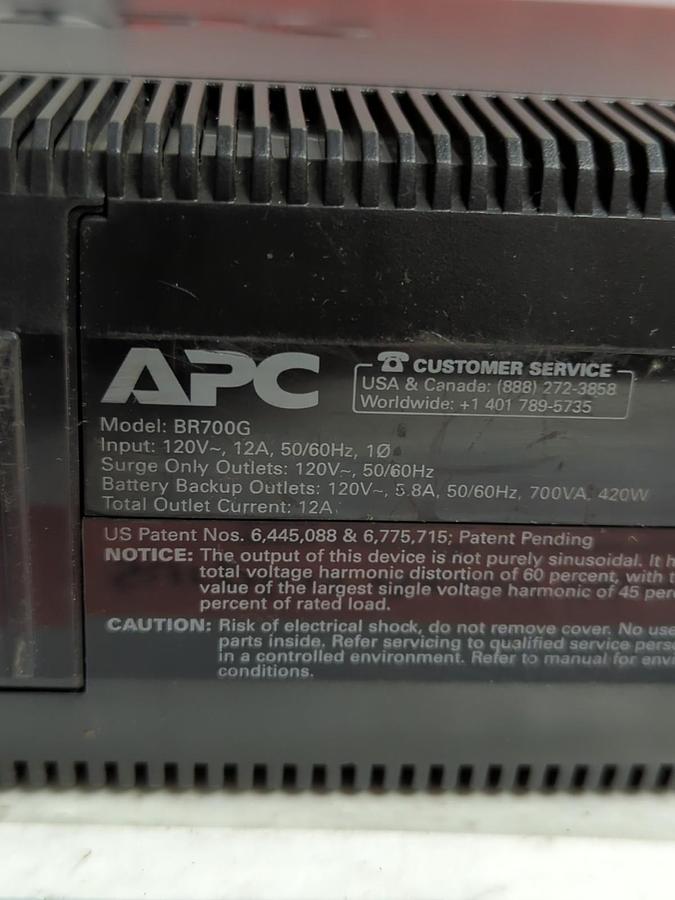 APC
☎ CUSTOMER SERVICE
USA & Canada: (888) 272-3858
Worldwide: +1 401 789-5735
Model: BR700G
Input: 120V~, 12A, 50/60Hz, 1Ø
Surge Only Outlets: 120V~, 50/60Hz
Battery Backup Outlets: 120V~, 5.8A, 50/60Hz, 700VA, 420W
Total Outlet Current: 12A
US Patent Nos. 6,445,088 & 6,775,715; Patent Pending
NOTICE: The output of this device is not purely sinusoidal. It
total voltage harmonic distortion of 60 percent, with
value of the largest single voltage harmonic of 45
percent of rated load.
CAUTION: Risk of electrical shock, do not remove cover. No
parts inside. Refer servicing to qualified service
in a controlled environment. Refer to manual for
conditions.